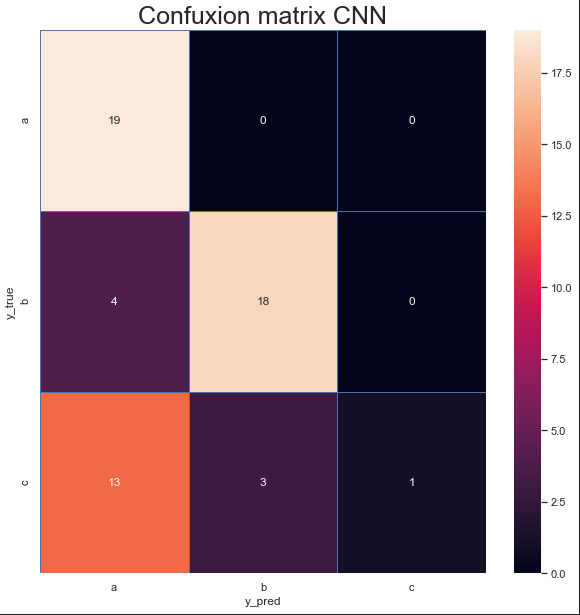 Confuxion matrix CNN
19 0 0
4 18 0
13 3 1
a
b
c
y_true
a b c
y_pred
17.5
15.0
12.5
10.0
7.5
5.0
2.5
0.0